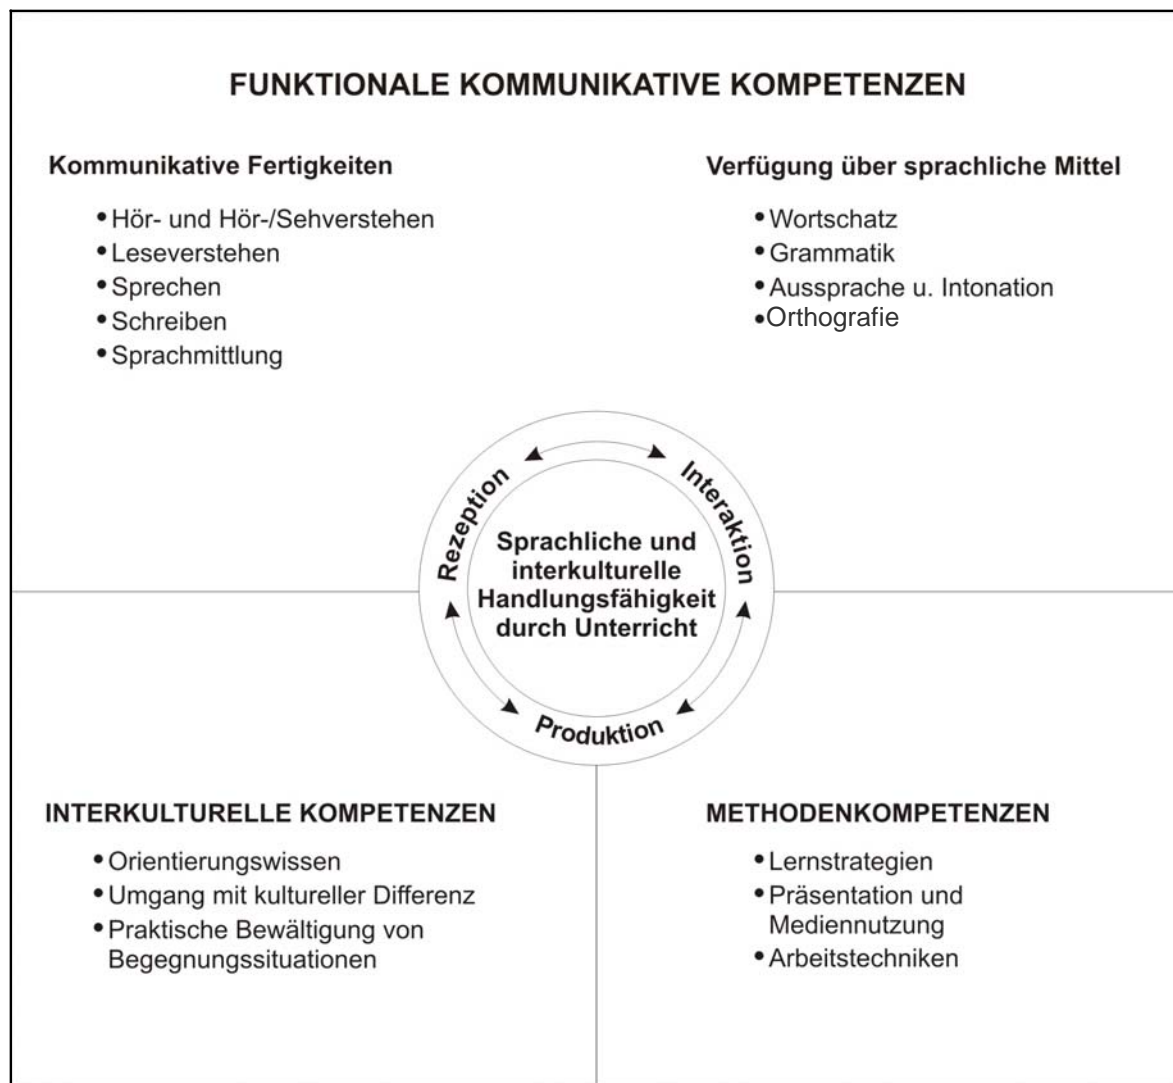 FUNKTIONALE KOMMUNIKATIVE KOMPETENZEN
Kommunikative Fertigkeiten
• Hör- und Hör-/Sehverstehen
• Leseverstehen
• Sprechen
• Schreiben
• Sprachmittlung
Verfügung über sprachliche Mittel
• Wortschatz
• Grammatik
• Aussprache u. Intonation
• Orthografie
Rezeption
Interaktion
Produktion
Sprachliche und
interkulturelle
Handlungsfähigkeit
durch Unterricht
INTERKULTURELLE KOMPETENZEN
• Orientierungswissen
• Umgang mit kultureller Differenz
• Praktische Bewältigung von
Begegnungssituationen
METHODENKOMPETENZEN
• Lernstrategien
• Präsentation und
Mediennutzung
• Arbeitstechniken